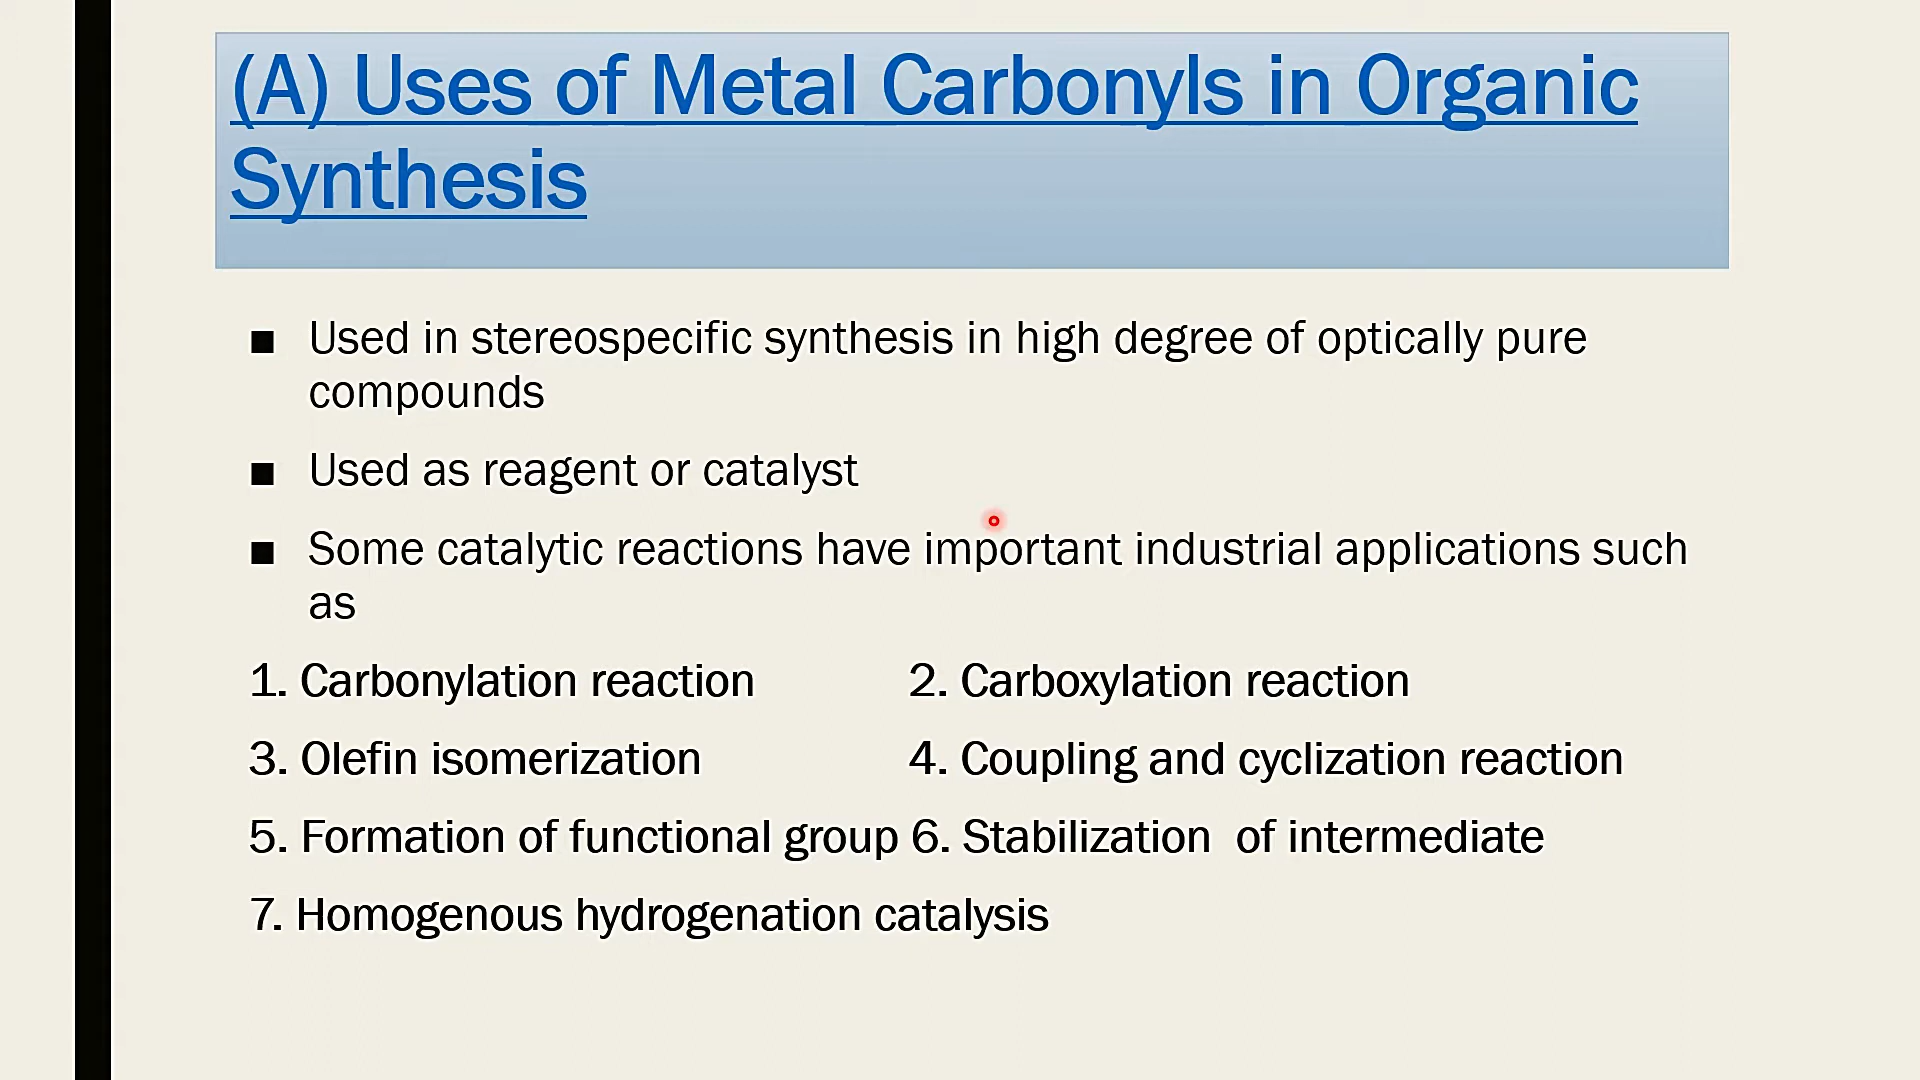 (A) Uses of Metal Carbonyls in Organic
Synthesis
■ Used in stereospecific synthesis in high degree of optically pure
compounds
■ Used as reagent or catalyst
■ Some catalytic reactions have important industrial applications such
as
1. Carbonylation reaction 2. Carboxylation reaction
3. Olefin isomerization 4. Coupling and cyclization reaction
5. Formation of functional group 6. Stabilization of intermediate
7. Homogenous hydrogenation catalysis